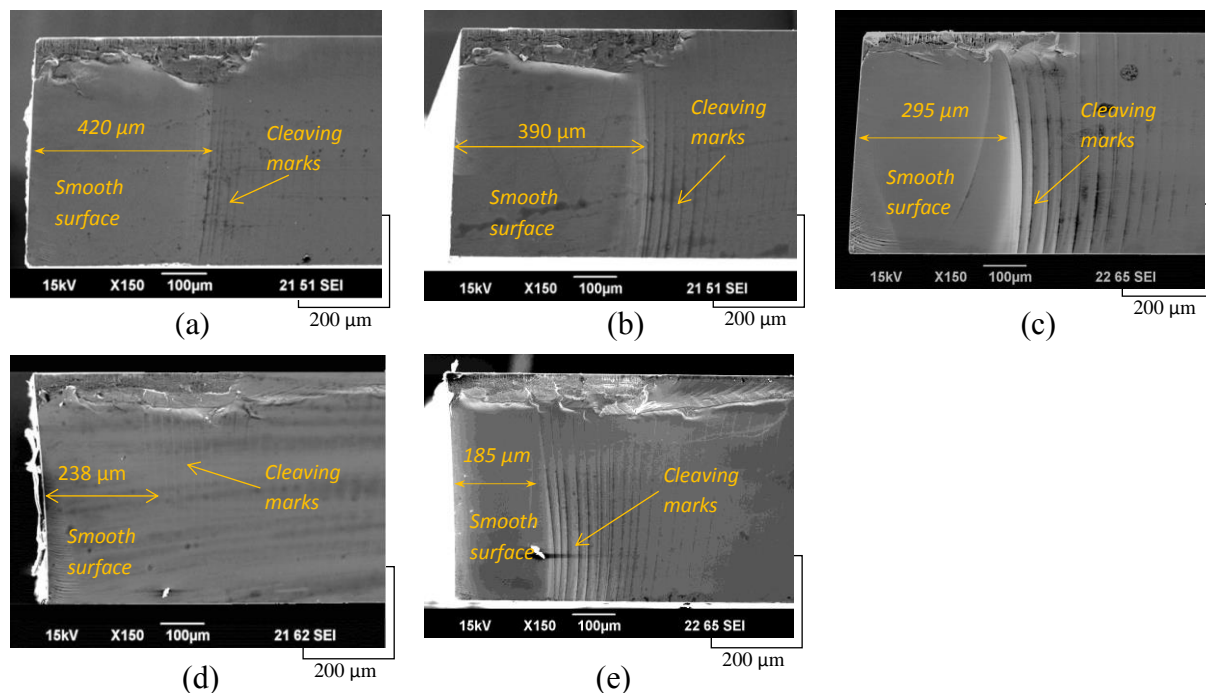 420 μm
Cleaving
marks
Smooth
surface
15kV X150 100μm 21 51 SEI
200 μm
(a)
390 μm
Cleaving
marks
Smooth
surface
15kV X150 100μm 21 51 SEI
200 μm
(b)
295 μm
Cleaving
marks
Smooth
surface
15kV X150 100μm 22 65 SEI
200 μm
(c)
238 μm
Cleaving
marks
Smooth
surface
15kV X150 100μm 21 62 SEI
200 μm
(d)
185 μm
Cleaving
marks
Smooth
surface
15kV X150 100μm 22 65 SEI
200 μm
(e)